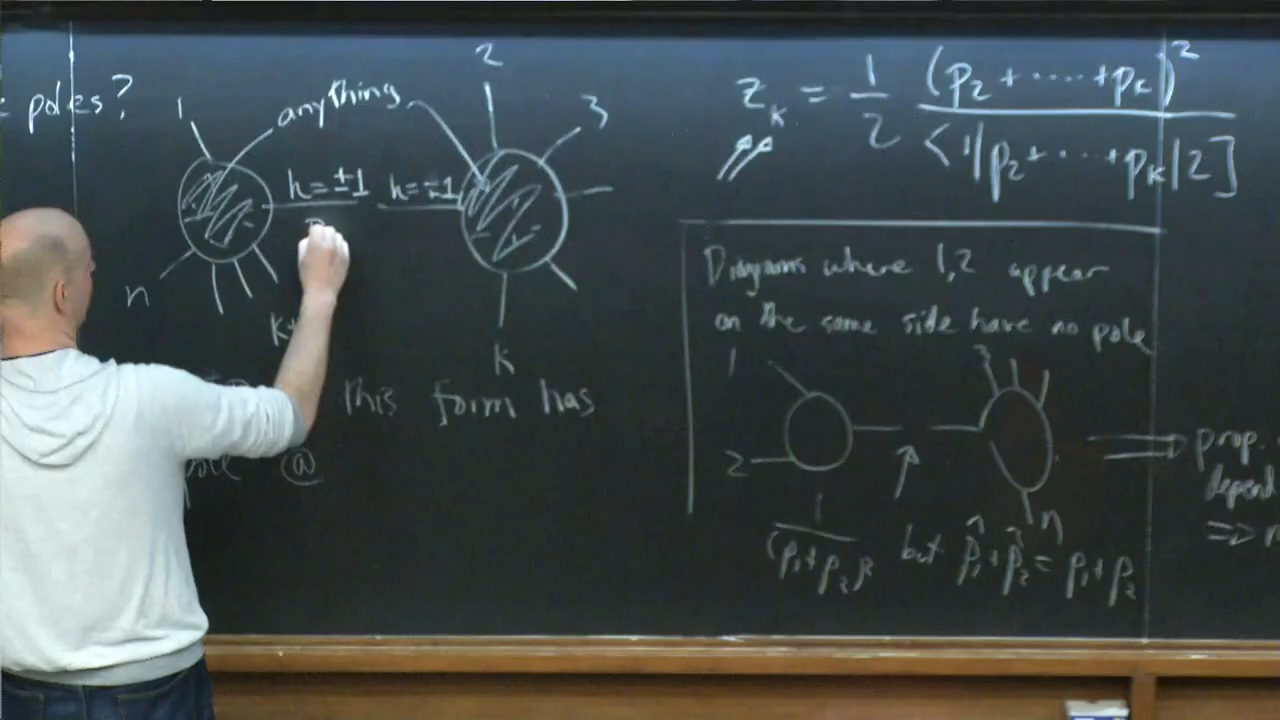 poles?
1
anything
2
3
h = ±1
h = ∓1
n
k
this form has
@
z_k = 1/2 (p_2 + ····· + p_k)^2 / <1|p_2 + ··· + p_k|2]
Diagrams where 1,2 appear
on the same side have no pole
1
2
3
n
1/(p_1+p_2)^2
but p̂_1 + p̂_2 = p_1 + p_2
⟹ prop.
depend
⟹